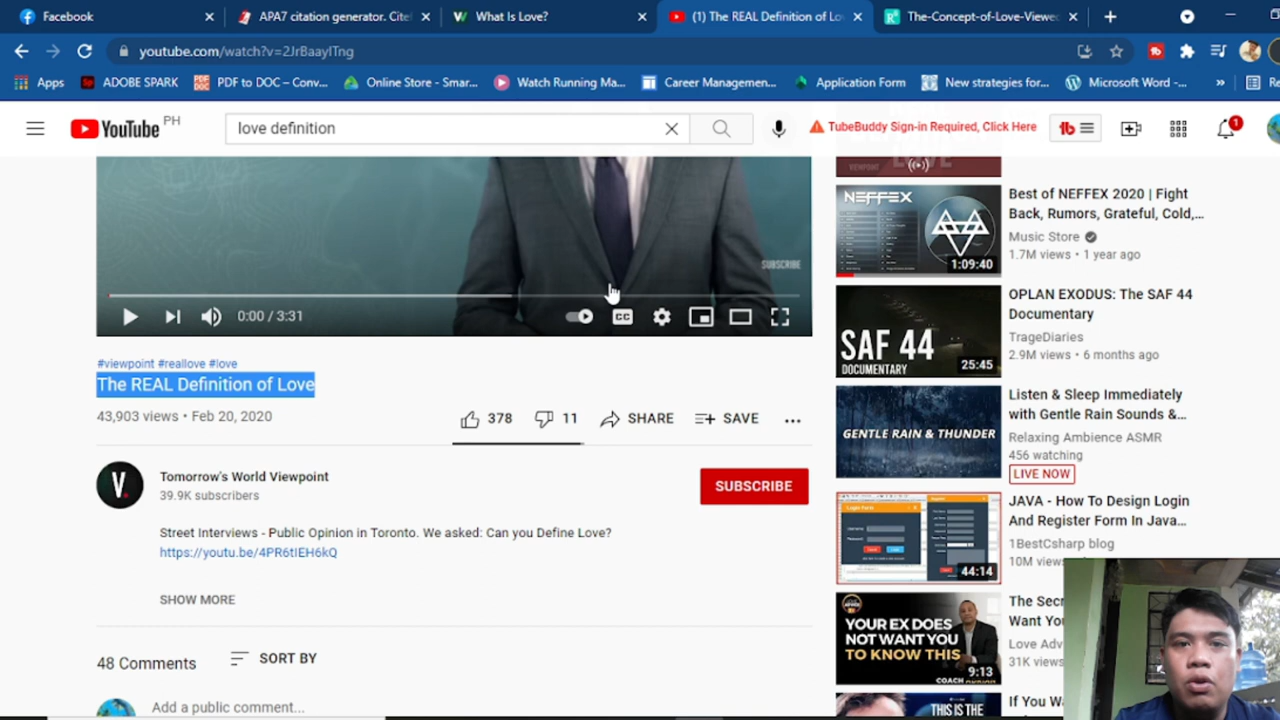 Facebook
APA7 citation generator. Cite
What Is Love?
(1) The REAL Definition of Lo
The-Concept-of-Love-Viewe
youtube.com/watch?v=2JrBaayITng
Apps
ADOBE SPARK
PDF to DOC – Conv...
Online Store - Smar...
Watch Running Ma...
Career Managemen...
Application Form
New strategies for...
Microsoft Word -...
Re
YouTube PH
love definition
TubeBuddy Sign-in Required, Click Here
1
VIEWPOINT
SUBSCRIBE
0:00 / 3:31
CC
#viewpoint #reallove #love
The REAL Definition of Love
43,903 views • Feb 20, 2020
378
11
SHARE
SAVE
V.
Tomorrow's World Viewpoint
39.9K subscribers
SUBSCRIBE
Street Interviews - Public Opinion in Toronto. We asked: Can you Define Love?
https://youtu.be/4PR6tIEH6kQ
SHOW MORE
48 Comments
SORT BY
Add a public comment...
NEFFEX
1:09:40
Best of NEFFEX 2020 | Fight
Back, Rumors, Grateful, Cold,...
Music Store
1.7M views • 1 year ago
SAF 44
DOCUMENTARY
25:45
OPLAN EXODUS: The SAF 44
Documentary
TrageDiaries
2.9M views • 6 months ago
GENTLE RAIN & THUNDER
Listen & Sleep Immediately
with Gentle Rain Sounds &...
Relaxing Ambience ASMR
456 watching
LIVE NOW
44:14
JAVA - How To Design Login
And Register Form In Java...
1BestCsharp blog
10M views
YOUR EX DOES
NOT WANT YOU
TO KNOW THIS
COACH ADRIAN
9:13
The Secr
Want You
Love Adv
31K views
THIS IS THE
If You W